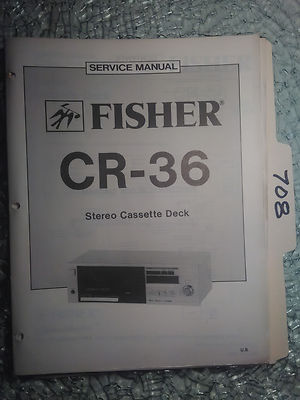 SERVICE MANUAL
FISHER®
CR-36
Stereo Cassette Deck
708
U.S.